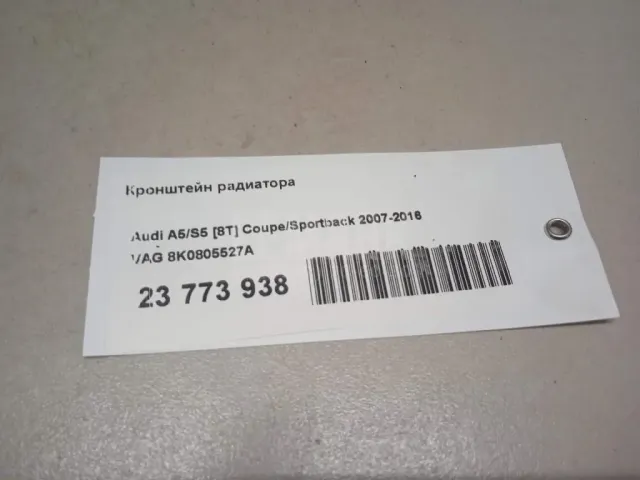 Кронштейн радиатора
Audi A5/S5 [8T] Coupe/Sportback 2007-2016
VAG 8K0805527A
23 773 938